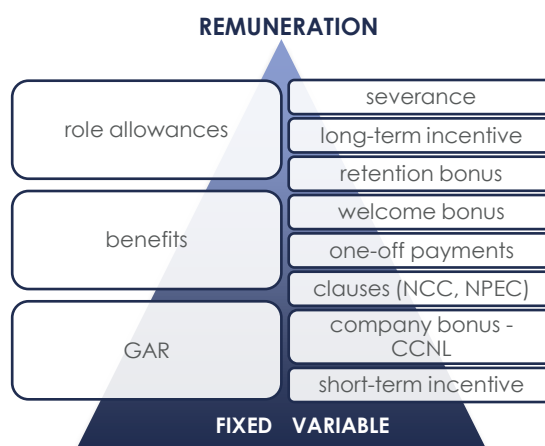 REMUNERATION
role allowances
benefits
GAR
severance
long-term incentive
retention bonus
welcome bonus
one-off payments
clauses (NCC, NPEC)
company bonus -
CCNL
short-term incentive
FIXED VARIABLE